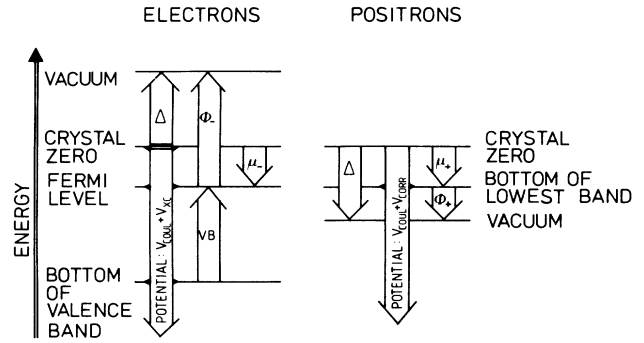 ELECTRONS
POSITRONS
ENERGY
VACUUM
CRYSTAL
ZERO
FERMI
LEVEL
BOTTOM
OF
VALENCE
BAND
Δ
Φ₋
μ₋
VB
POTENTIAL: V_COUL + V_XC
Δ
μ₊
Φ₊
POTENTIAL: V_COUL + V_CORR
CRYSTAL
ZERO
BOTTOM OF
LOWEST BAND
VACUUM